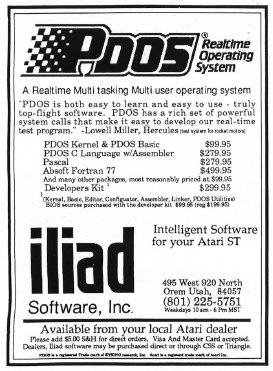 PDOS® Realtime
Operating
System
A Realtime Multi tasking Multi user operating system
"PDOS is both easy to learn and easy to use - truly
top-flight software. PDOS has a rich set of powerful
system calls that make it easy to develop our real-time
test program." -Lowell Miller, Hercules (test system for rocket motors)
PDOS Kernel & PDOS Basic $99.95
PDOS C Language w/Assembler $279.95
Pascal $279.95
Absoft Fortran 77 $499.95
And many other packages, most reasonably priced at $99.95
Developers Kit ¹ $299.95
¹(Kernal, Basic, Editor, Configuator, Assembler, Linker, PDOS Utilities)
BIOS sources purchased with the developer kit $99.95 (reg $199.95)
iliad
Software, Inc.
Intelligent Software
for your Atari ST
495 West 920 North
Orem Utah, 84057
(801) 225-5751
Weekdays 10 am - 6 Pm MST
Available from your local Atari dealer
Please add $5.00 S&H for direct orders. Visa And Master Card accepted.
Dealers, Iliad software may be purchased direct or through CSS or Triangle.
PDOS is a registered Trade mark of EYRING research, Inc. Atari is a registered trade mark of Atari Inc.